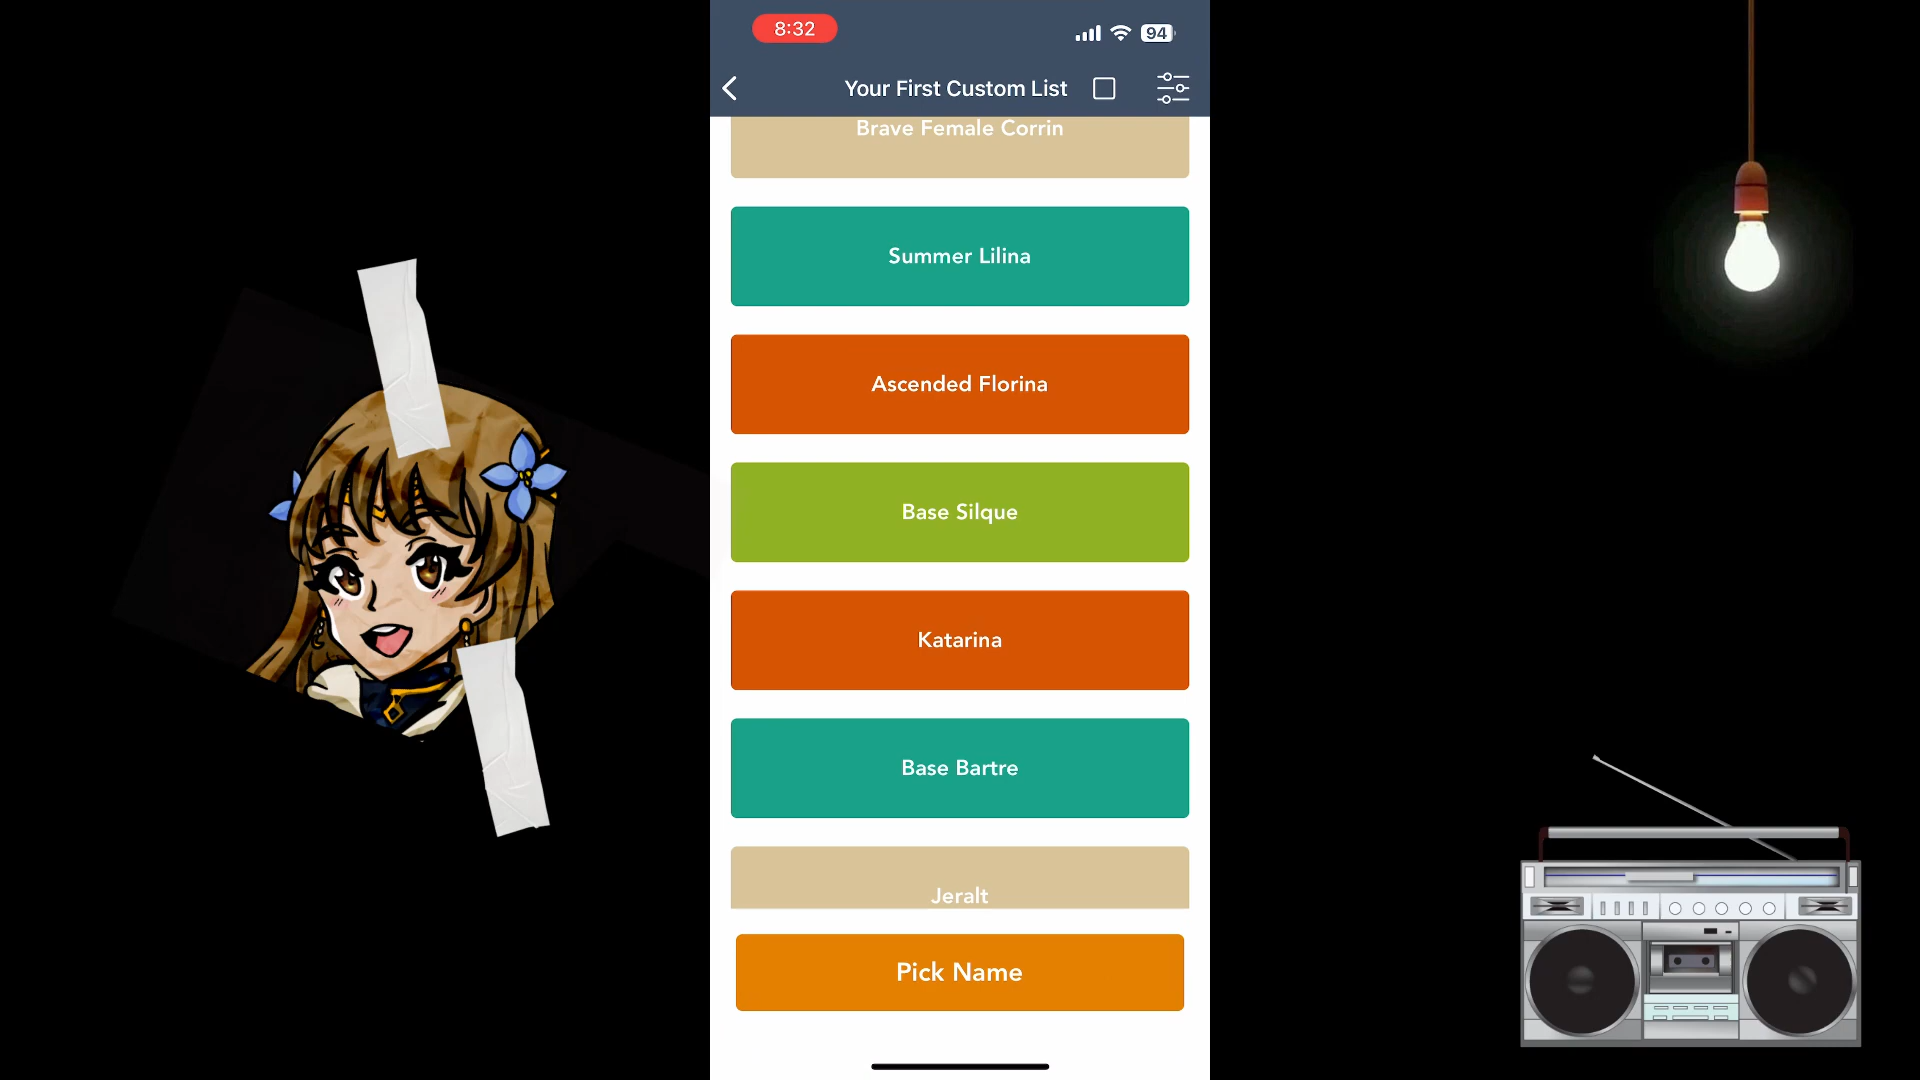 8:32
94
Your First Custom List
Brave Female Corrin
Summer Lilina
Ascended Florina
Base Silque
Katarina
Base Bartre
Jeralt
Pick Name